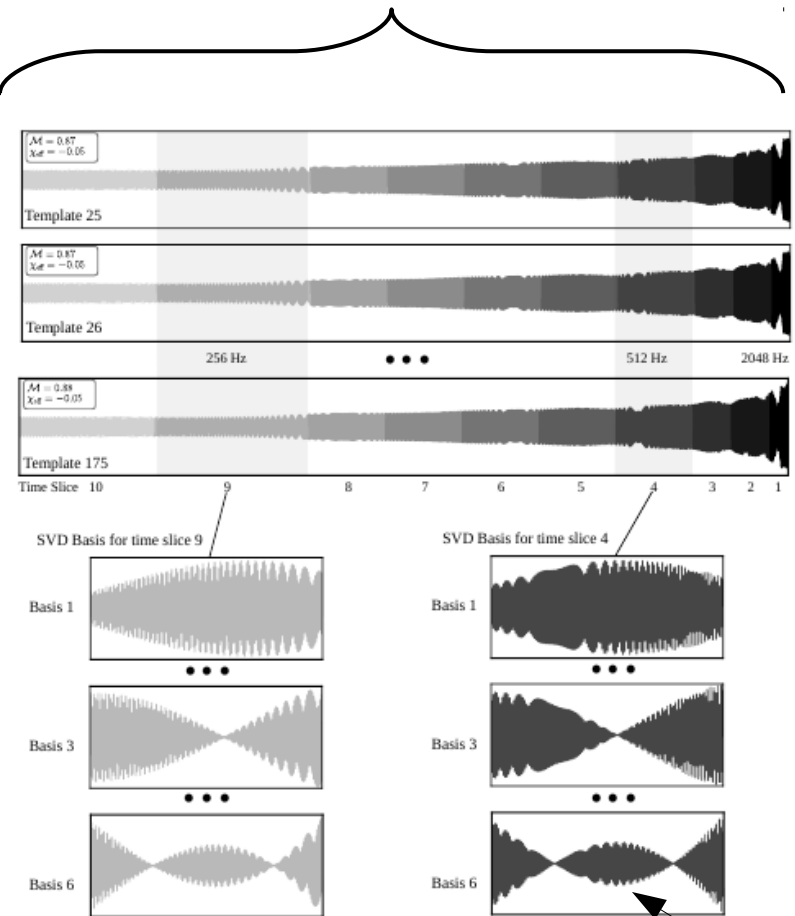 M = 0.87
χeff = −0.05
Template 25
M = 0.87
χeff = −0.05
Template 26
256 Hz
512 Hz
2048 Hz
M = 0.88
χeff = −0.05
Template 175
Time Slice 10 9 8 7 6 5 4 3 2 1
SVD Basis for time slice 9
SVD Basis for time slice 4
Basis 1
Basis 1
Basis 3
Basis 3
Basis 6
Basis 6